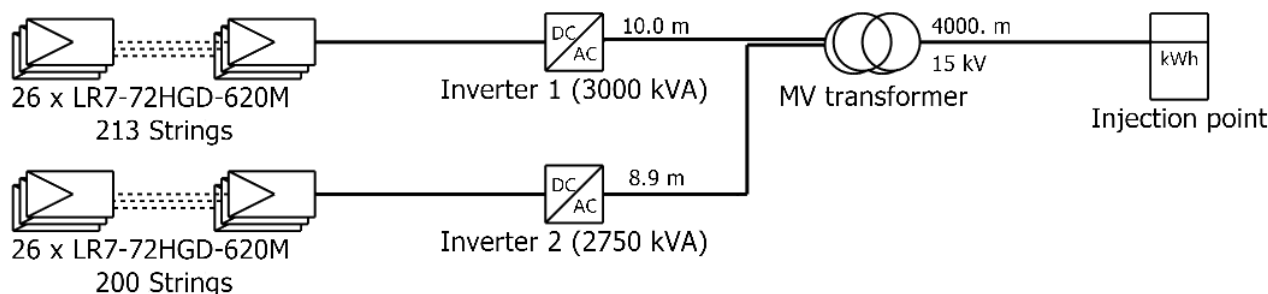 DC
AC
10.0 m
4000. m
15 kV
kWh
26 x LR7-72HGD-620M
213 Strings
Inverter 1 (3000 kVA)
MV transformer
Injection point
DC
AC
8.9 m
26 x LR7-72HGD-620M
200 Strings
Inverter 2 (2750 kVA)